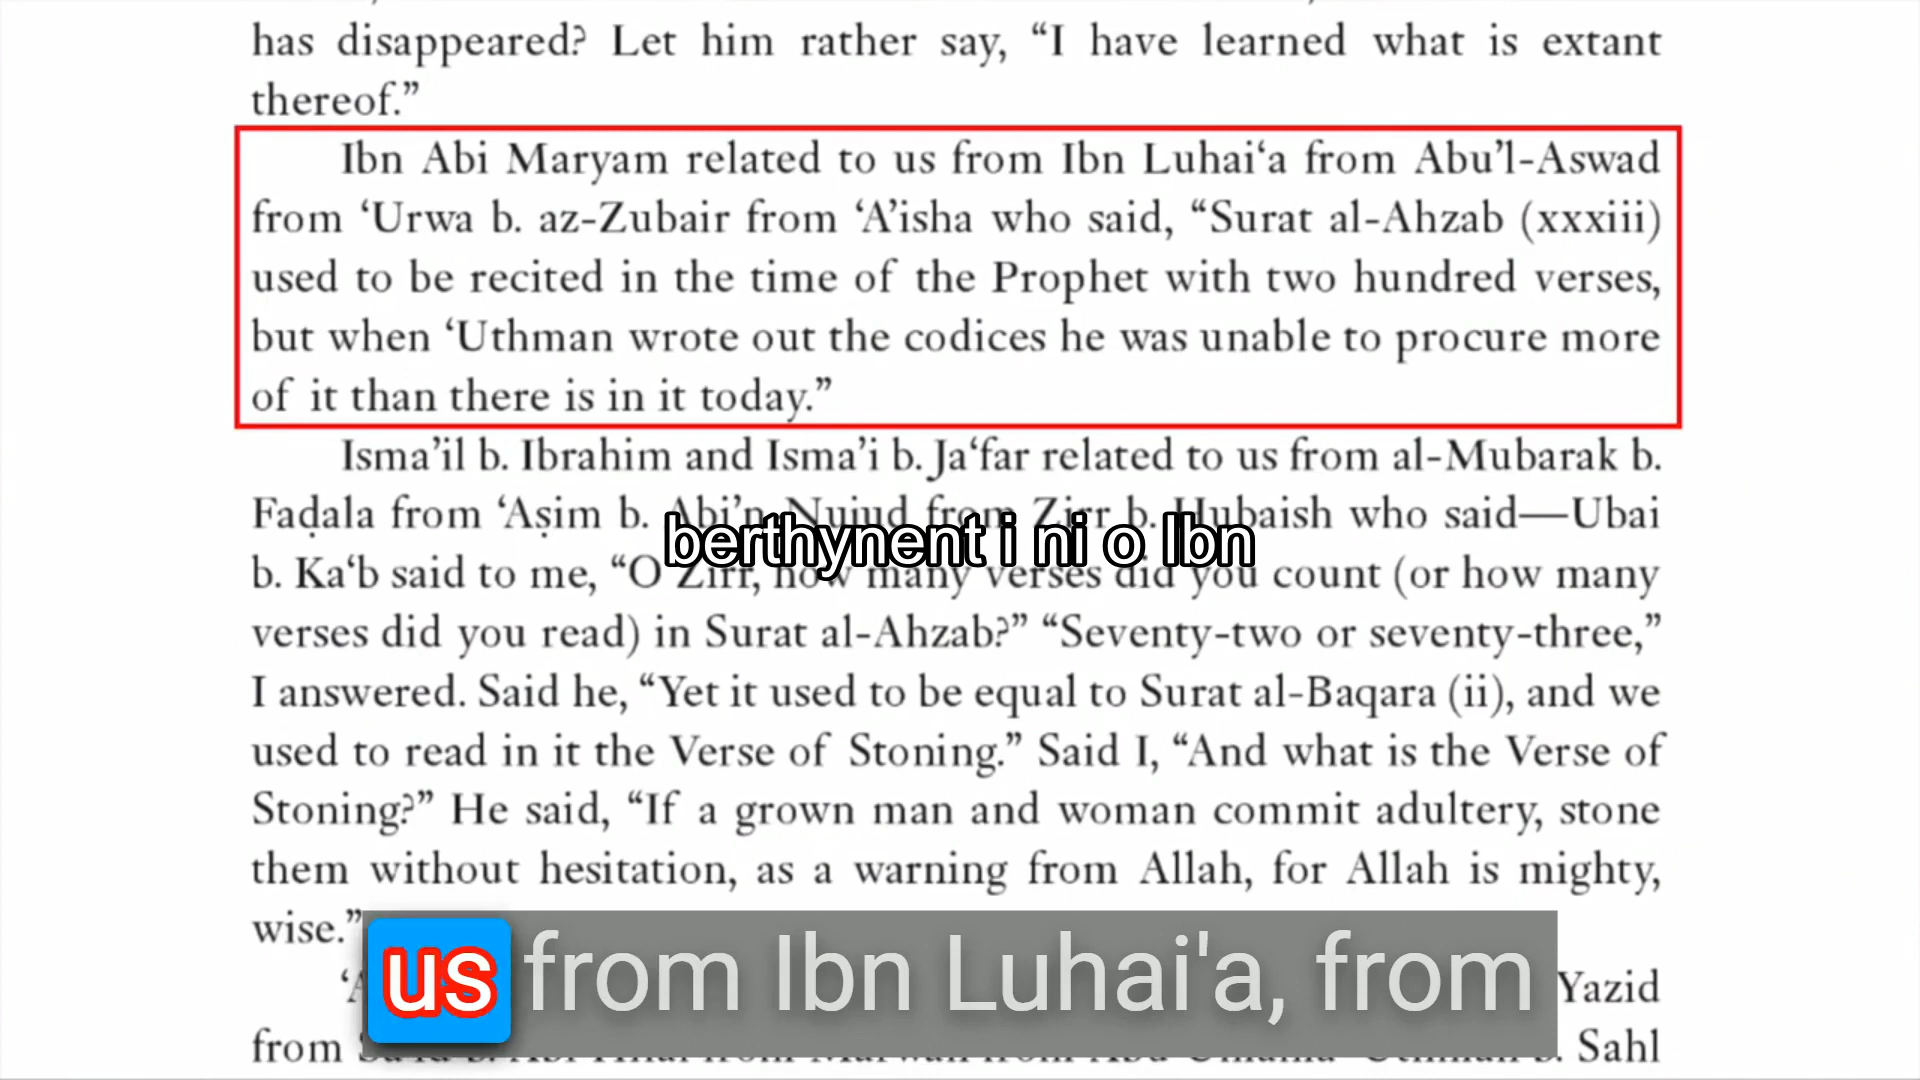 has disappeared? Let him rather say, “I have learned what is extant
thereof.”
Ibn Abi Maryam related to us from Ibn Luhai‘a from Abu’l-Aswad
from ‘Urwa b. az-Zubair from ‘A’isha who said, “Surat al-Ahzab (xxxiii)
used to be recited in the time of the Prophet with two hundred verses,
but when ‘Uthman wrote out the codices he was unable to procure more
of it than there is in it today.”
Isma’il b. Ibrahim and Isma’i b. Ja‘far related to us from al-Mubarak b.
Faḍala from ‘Aṣim b. Abi’n-Nujud from Zirr b. Hubaish who said—Ubai
berthynent i ni o Ibn
b. Ka‘b said to me, “O Zirr, how many verses did you count (or how many
verses did you read) in Surat al-Ahzab?” “Seventy-two or seventy-three,”
I answered. Said he, “Yet it used to be equal to Surat al-Baqara (ii), and we
used to read in it the Verse of Stoning.” Said I, “And what is the Verse of
Stoning?” He said, “If a grown man and woman commit adultery, stone
them without hesitation, as a warning from Allah, for Allah is mighty,
wise.”
us from Ibn Luhai'a, from
Yazid
from Sahl